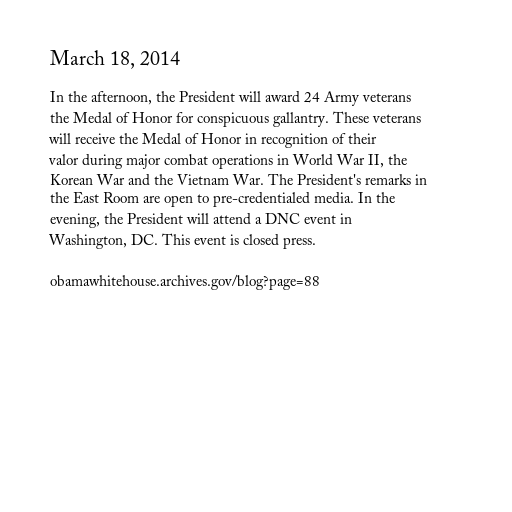 March 18, 2014
In the afternoon, the President will award 24 Army veterans
the Medal of Honor for conspicuous gallantry. These veterans
will receive the Medal of Honor in recognition of their
valor during major combat operations in World War II, the
Korean War and the Vietnam War. The President's remarks in
the East Room are open to pre-credentialed media. In the
evening, the President will attend a DNC event in
Washington, DC. This event is closed press.
obamawhitehouse.archives.gov/blog?page=88